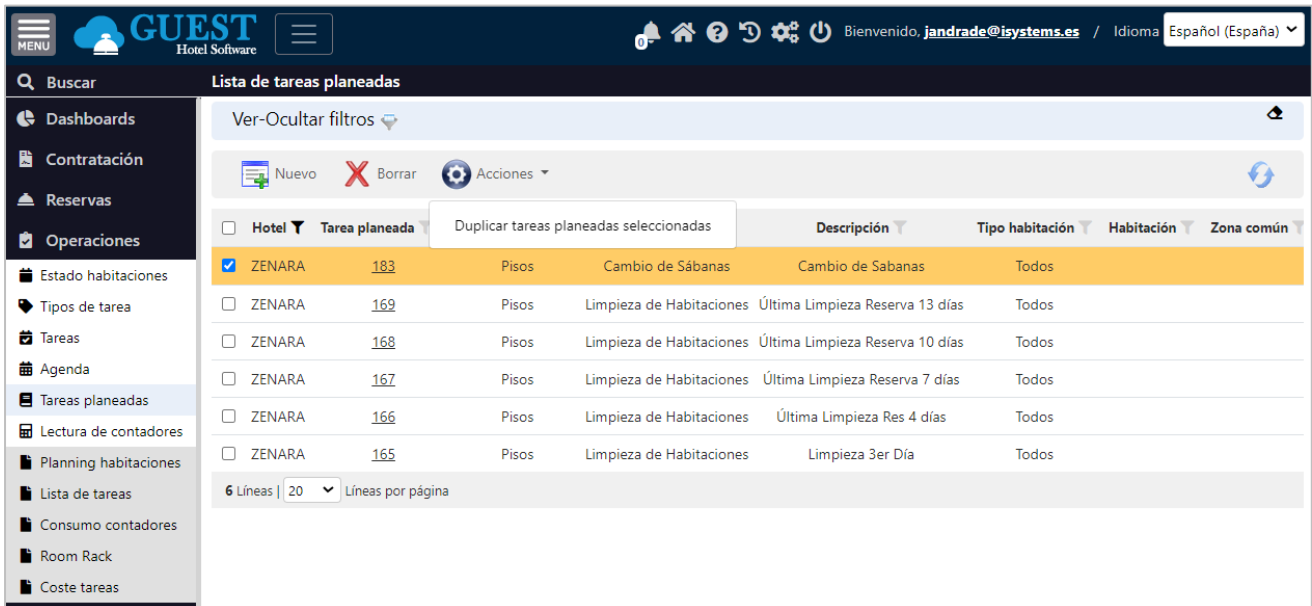 MENU
GUEST
Hotel Software
0
Bienvenido, jandrade@isystems.es / Idioma Español (España)
Buscar
Lista de tareas planeadas
Dashboards
Contratación
Reservas
Operaciones
Estado habitaciones
Tipos de tarea
Tareas
Agenda
Tareas planeadas
Lectura de contadores
Planning habitaciones
Lista de tareas
Consumo contadores
Room Rack
Coste tareas
Ver-Ocultar filtros
Nuevo Borrar Acciones
Duplicar tareas planeadas seleccionadas
Hotel Tarea planeada Descripción Tipo habitación Habitación Zona común
ZENARA 183 Pisos Cambio de Sábanas Cambio de Sabanas Todos
ZENARA 169 Pisos Limpieza de Habitaciones Última Limpieza Reserva 13 días Todos
ZENARA 168 Pisos Limpieza de Habitaciones Última Limpieza Reserva 10 días Todos
ZENARA 167 Pisos Limpieza de Habitaciones Última Limpieza Reserva 7 días Todos
ZENARA 166 Pisos Limpieza de Habitaciones Última Limpieza Res 4 días Todos
ZENARA 165 Pisos Limpieza de Habitaciones Limpieza 3er Día Todos
6 Líneas | 20 Líneas por página